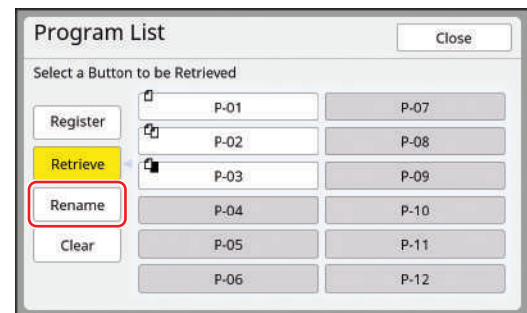 Program List
Close
Select a Button to be Retrieved
Register
Retrieve
Rename
Clear
P-01
P-02
P-03
P-04
P-05
P-06
P-07
P-08
P-09
P-10
P-11
P-12